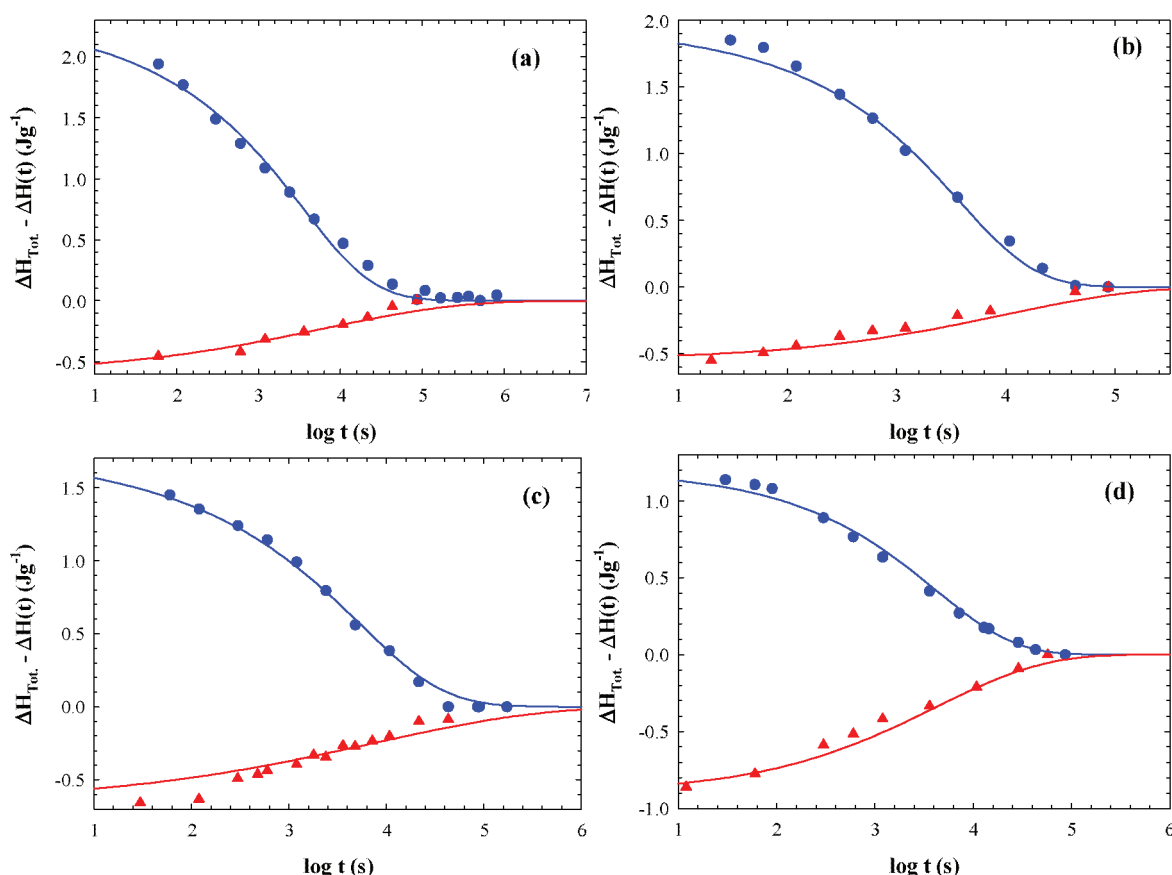 (a)
2.0
1.5
1.0
0.5
0.0
-0.5
ΔH_Tot. - ΔH(t) (Jg⁻¹)
1 2 3 4 5 6 7
log t (s)
(b)
2.0
1.5
1.0
0.5
0.0
-0.5
ΔH_Tot. - ΔH(t) (Jg⁻¹)
1 2 3 4 5
log t (s)
(c)
1.5
1.0
0.5
0.0
-0.5
ΔH_Tot. - ΔH(t) (Jg⁻¹)
1 2 3 4 5 6
log t (s)
(d)
1.0
0.5
0.0
-0.5
-1.0
ΔH_Tot. - ΔH(t) (Jg⁻¹)
1 2 3 4 5 6
log t (s)